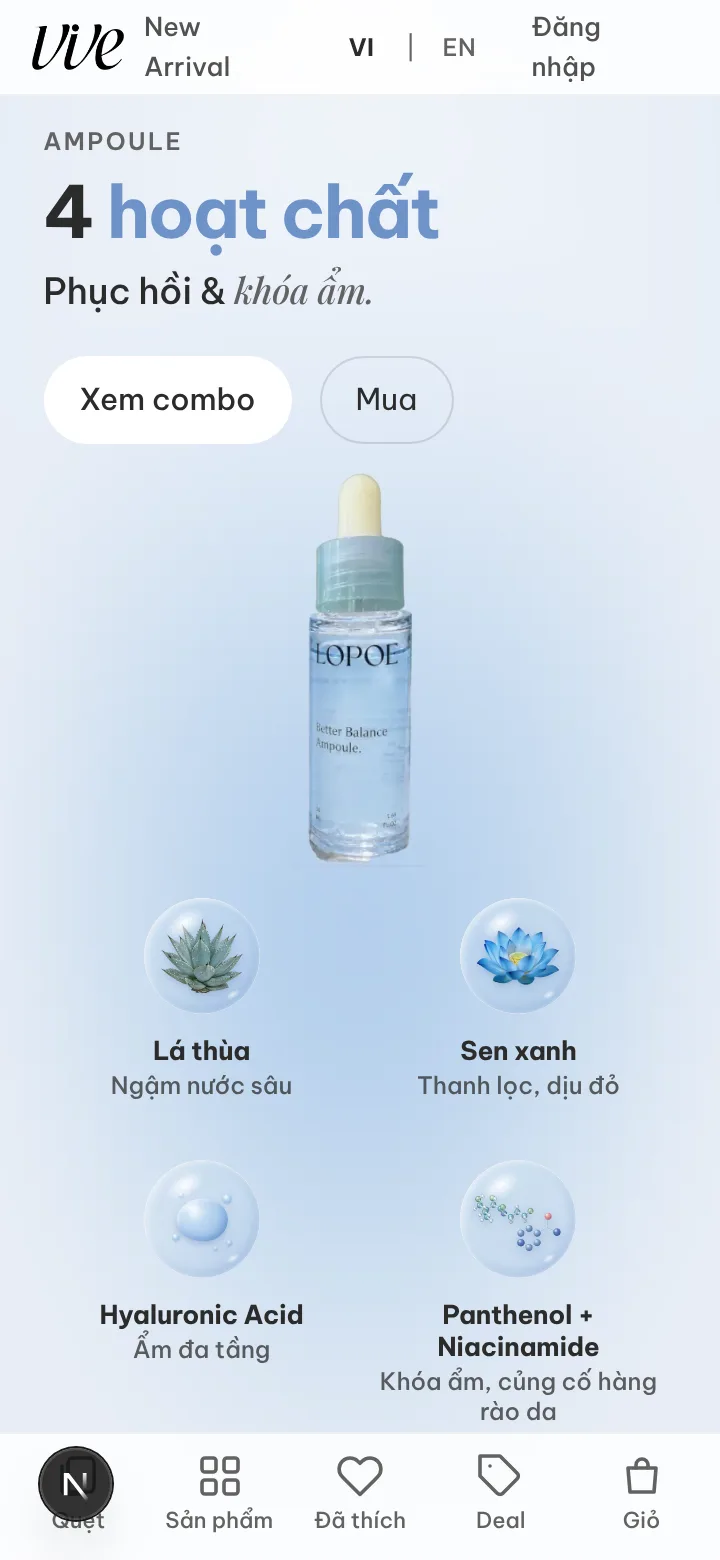 ViVe
New
Arrival
VI | EN
Đăng
nhập
AMPOULE
4 hoạt chất
Phục hồi & khóa ẩm.
Xem combo
Mua
LOPOE
Better Balance
Ampoule.
Lá thùa
Ngậm nước sâu
Sen xanh
Thanh lọc, dịu đỏ
Hyaluronic Acid
Ẩm đa tầng
Panthenol +
Niacinamide
Khóa ẩm, củng cố hàng
rào da
N
Quẹt
Sản phẩm
Đã thích
Deal
Giỏ